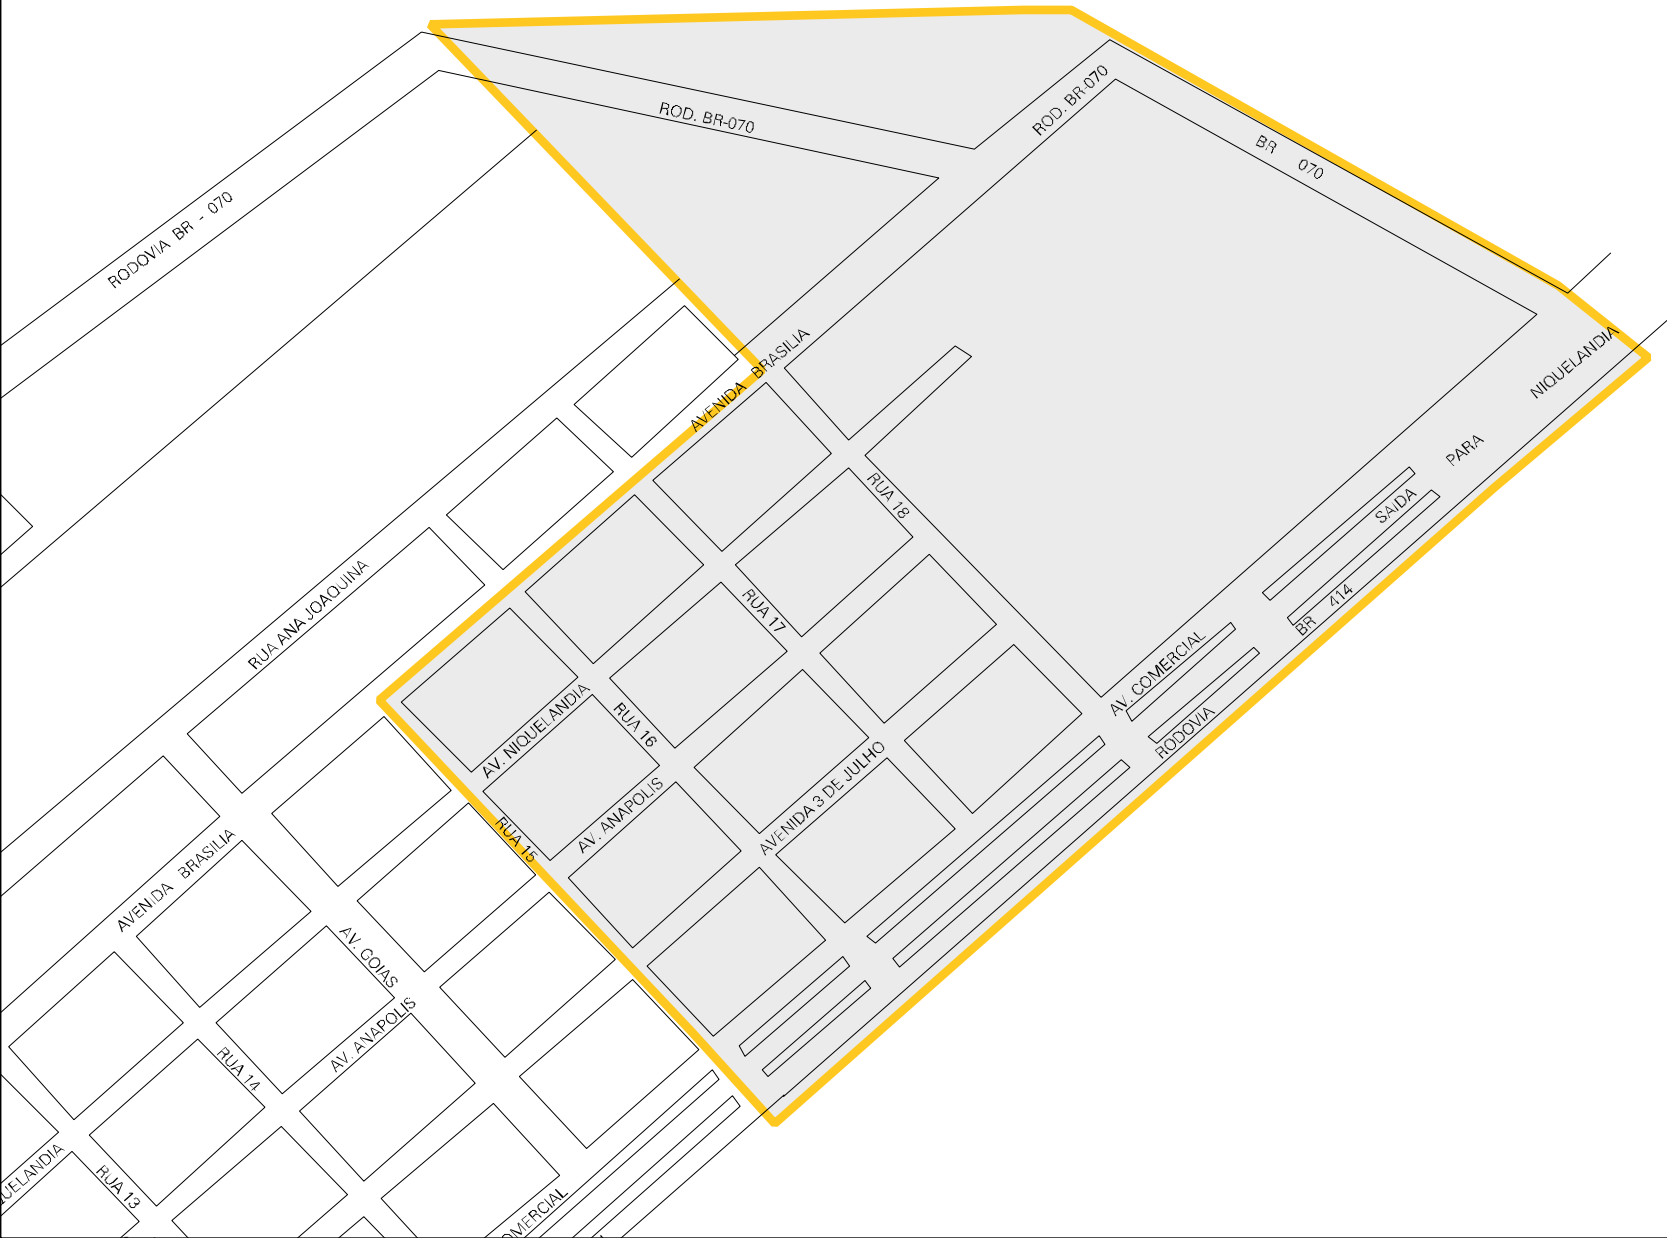 ROD. BR-070
ROD. BR-070
BR 070
RODOVIA BR - 070
AVENIDA BRASILIA
NIQUELANDIA
PARA
SAIDA
RUA 18
BR 414
RUA ANA JOAQUINA
RUA 17
AV. COMERCIAL
RODOVIA
AV. NIQUELANDIA
RUA 16
AV. ANAPOLIS
AVENIDA 3 DE JULHO
RUA 15
AVENIDA BRASILIA
AV. GOIAS
AV. ANAPOLIS
RUA 14
UELANDIA
RUA 13
OMERCIAL